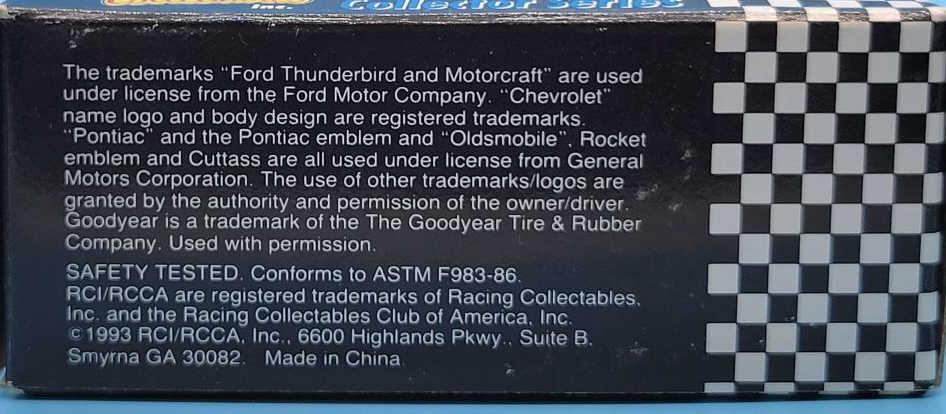 Inc.
Collector Series
The trademarks "Ford Thunderbird and Motorcraft" are used
under license from the Ford Motor Company. "Chevrolet"
name logo and body design are registered trademarks.
"Pontiac" and the Pontiac emblem and "Oldsmobile", Rocket
emblem and Cuttass are all used under license from General
Motors Corporation. The use of other trademarks/logos are
granted by the authority and permission of the owner/driver.
Goodyear is a trademark of the The Goodyear Tire & Rubber
Company. Used with permission.
SAFETY TESTED. Conforms to ASTM F983-86.
RCI/RCCA are registered trademarks of Racing Collectables,
Inc. and the Racing Collectables Club of America, Inc.
©1993 RCI/RCCA, Inc., 6600 Highlands Pkwy., Suite B,
Smyrna GA 30082. Made in China.